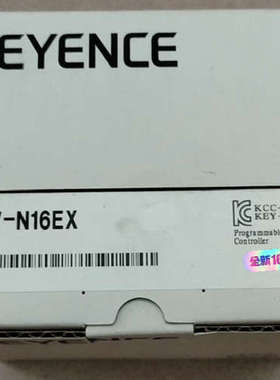 EYENCE
-N16EX
KCC-
KEY-
Programmable
Controller
全新